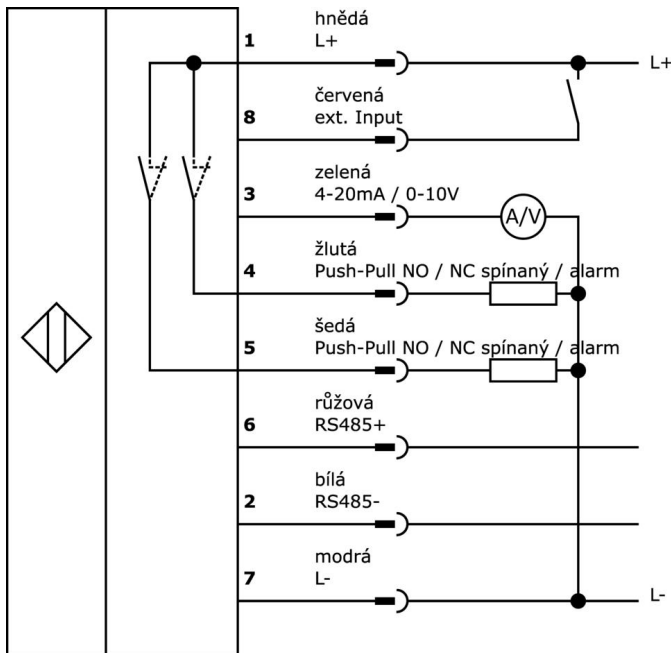 hnědá
1 L+
L+
červená
8 ext. Input
zelená
3 4-20mA / 0-10V
A/V
žlutá
4 Push-Pull NO / NC spínaný / alarm
šedá
5 Push-Pull NO / NC spínaný / alarm
růžová
6 RS485+
bílá
2 RS485-
modrá
7 L-
L-